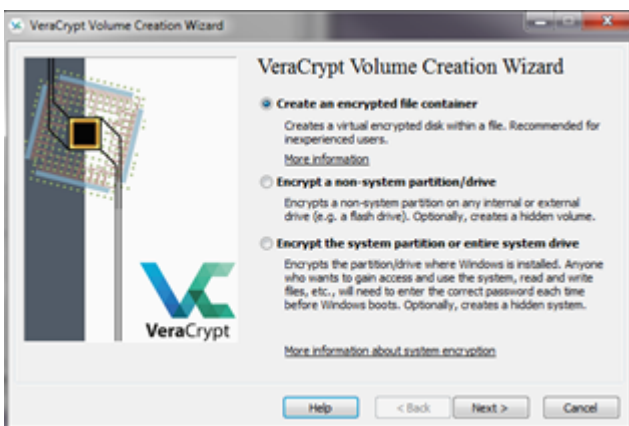 VeraCrypt Volume Creation Wizard
VeraCrypt Volume Creation Wizard
Create an encrypted file container
Creates a virtual encrypted disk within a file. Recommended for
inexperienced users.
More information
Encrypt a non-system partition/drive
Encrypts a non-system partition on any internal or external
drive (e.g. a flash drive). Optionally, creates a hidden volume.
Encrypt the system partition or entire system drive
Encrypts the partition/drive where Windows is installed. Anyone
who wants to gain access and use the system, read and write
files, etc., will need to enter the correct password each time
before Windows boots. Optionally, creates a hidden system.
More information about system encryption
VeraCrypt
Help
< Back
Next >
Cancel